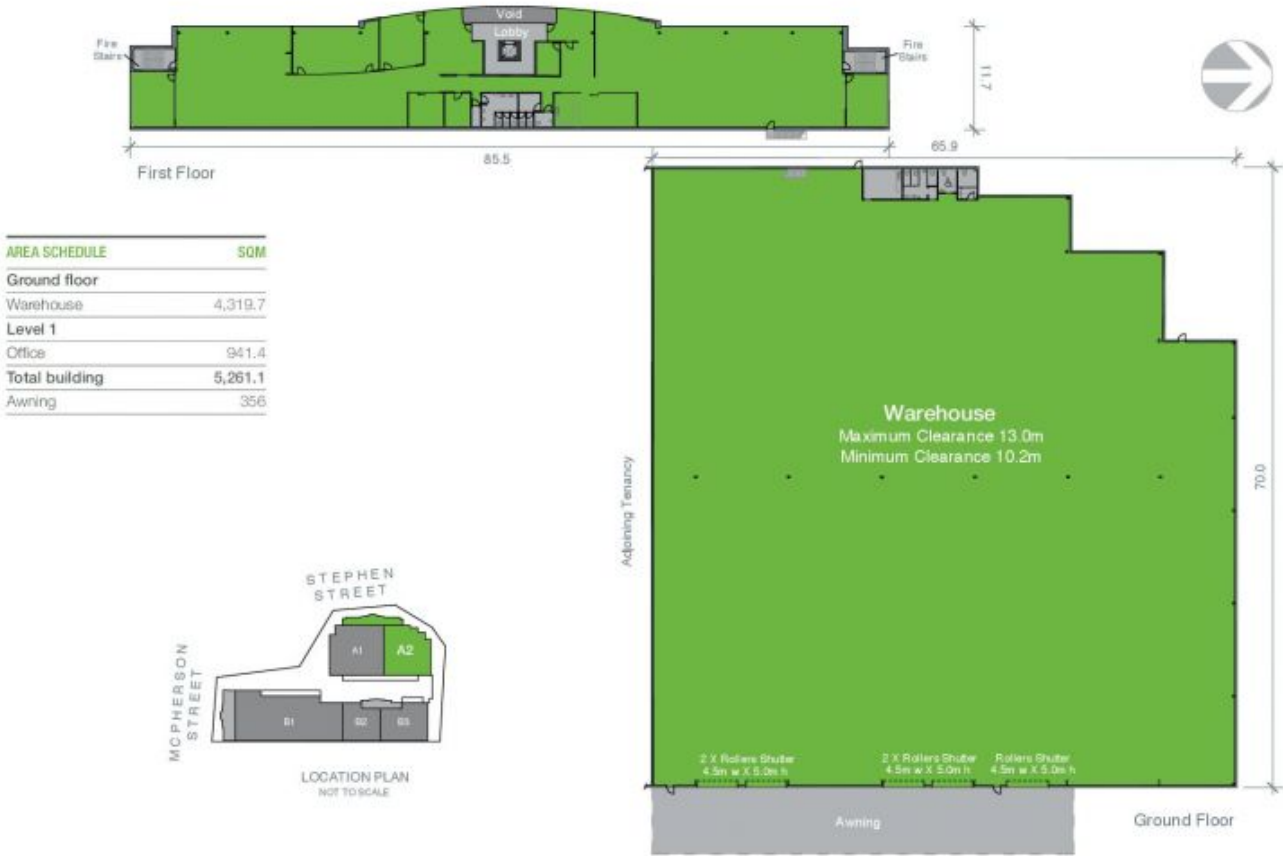 Void
Lobby
Fire
Stairs
Fire
Stairs
11.7
85.5
65.9
First Floor
AREA SCHEDULE SQM
Ground floor
Warehouse 4,319.7
Level 1
Office 941.4
Total building 5,261.1
Awning 356
Warehouse
Maximum Clearance 13.0m
Minimum Clearance 10.2m
Adjoining Tenancy
70.0
STEPHEN
STREET
MCPHERSON
STREET
A1
A2
B1
B2
B3
LOCATION PLAN
NOT TO SCALE
2 X Rollers Shutter
4.5m w X 5.0m h
2 X Rollers Shutter
4.5m w X 5.0m h
Rollers Shutter
4.5m w X 5.0m h
Awning
Ground Floor